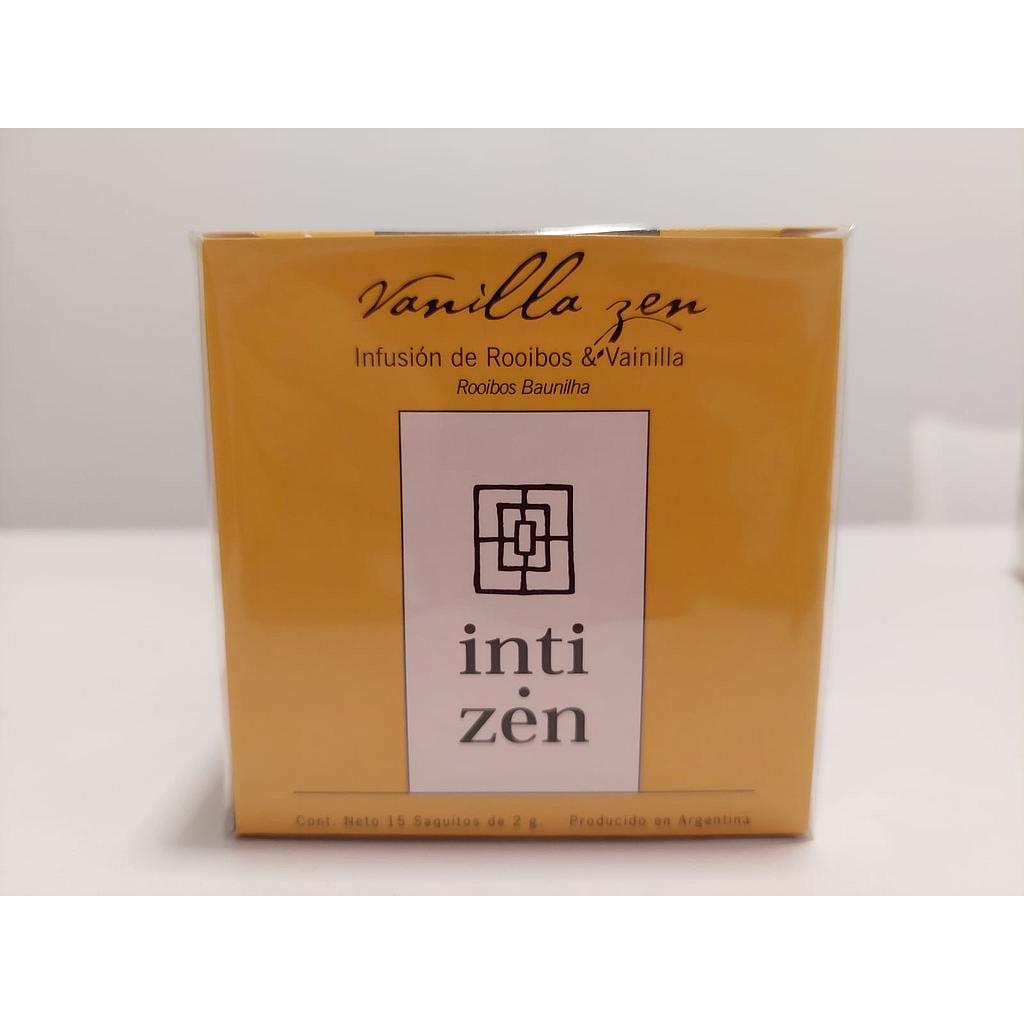 Vanilla zen
Infusión de Rooibos & Vainilla
Rooibos Baunilha
inti
zen
Cont. Neto 15 Saquitos de 2 g. Producido en Argentina